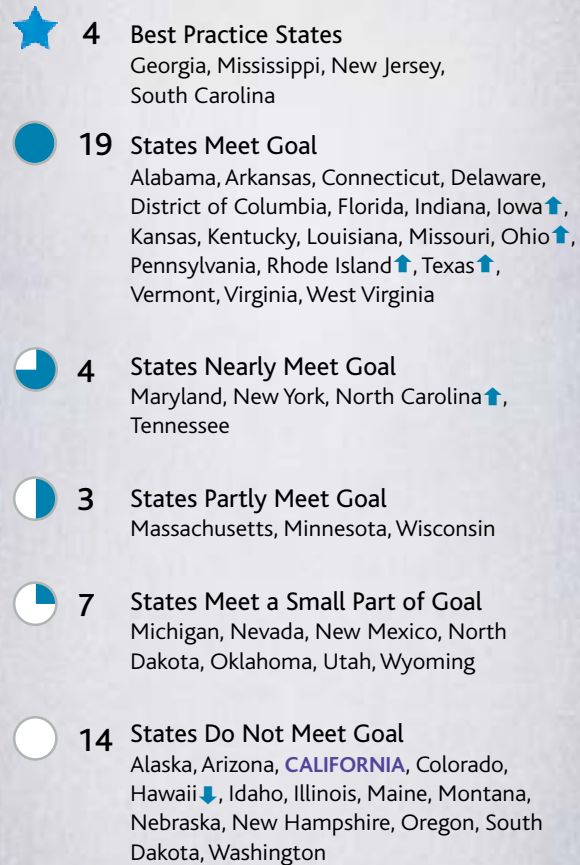 4 Best Practice States
Georgia, Mississippi, New Jersey,
South Carolina
19 States Meet Goal
Alabama, Arkansas, Connecticut, Delaware,
District of Columbia, Florida, Indiana, Iowa⬆,
Kansas, Kentucky, Louisiana, Missouri, Ohio⬆,
Pennsylvania, Rhode Island⬆, Texas⬆,
Vermont, Virginia, West Virginia
4 States Nearly Meet Goal
Maryland, New York, North Carolina⬆,
Tennessee
3 States Partly Meet Goal
Massachusetts, Minnesota, Wisconsin
7 States Meet a Small Part of Goal
Michigan, Nevada, New Mexico, North
Dakota, Oklahoma, Utah, Wyoming
14 States Do Not Meet Goal
Alaska, Arizona, CALIFORNIA, Colorado,
Hawaii⬇, Idaho, Illinois, Maine, Montana,
Nebraska, New Hampshire, Oregon, South
Dakota, Washington